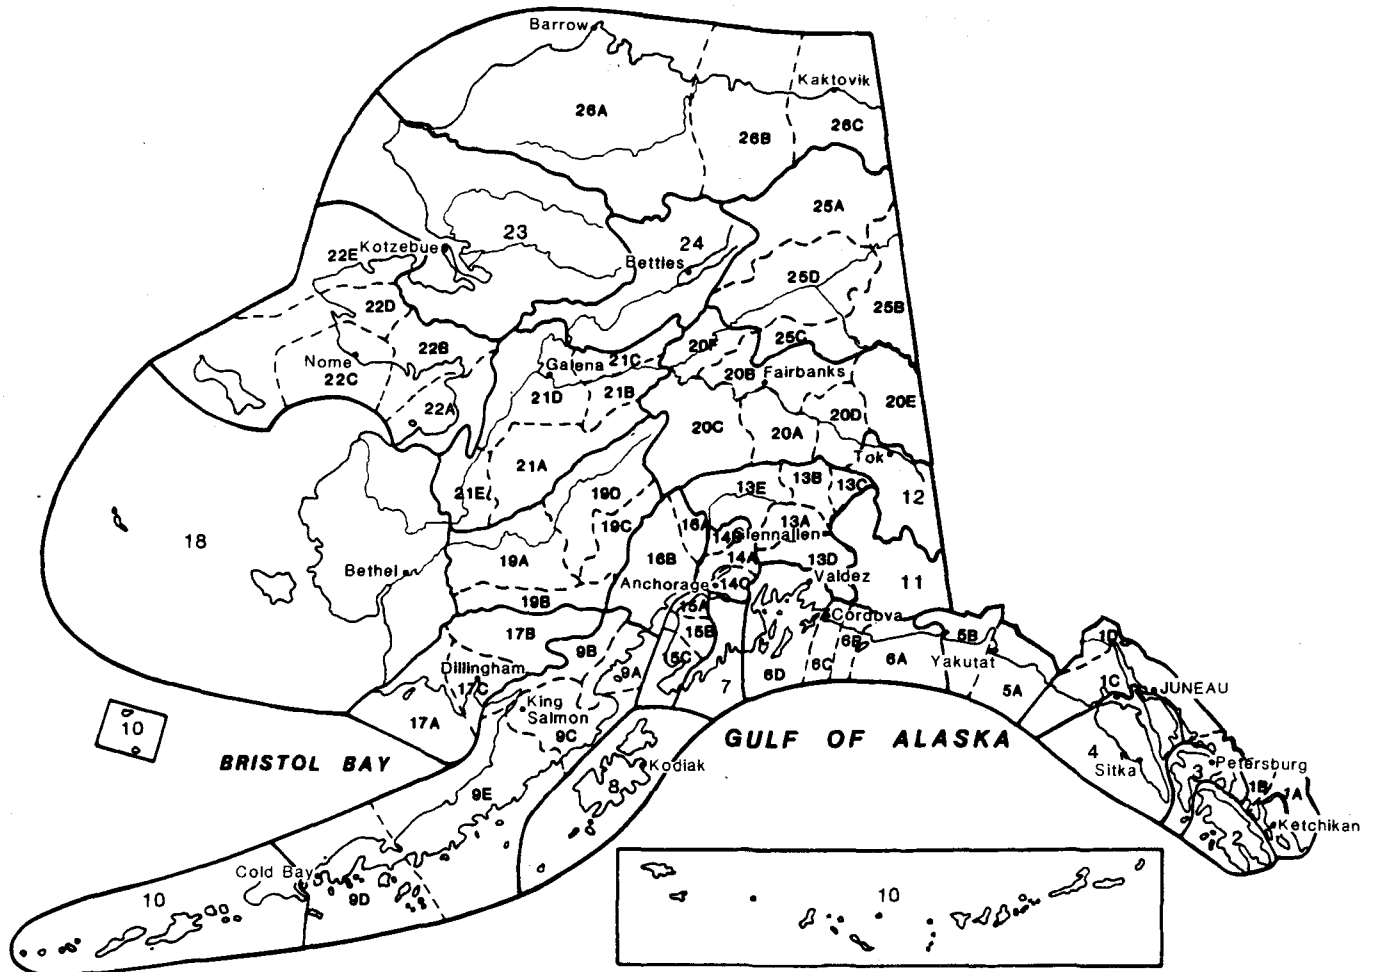 Barrow
Kaktovik
26A
26B
26C
25A
23
24
Kotzebue
22E
Bettles
25D
22D
25B
25C
20F
22B
Nome
22C
Galena
21C
20B
Fairbanks
21D
21B
20E
22A
20D
20C
20A
21A
Tok
21E
19D
13E
13B
13C
12
19C
16A
13A
14B
Glennallen
18
19A
16B
14A
13D
Bethel
Anchorage
14C
Valdez
11
19B
15A
Cordova
17B
15B
6B
5B
1D
9B
15C
6A
Yakutat
Dillingham
17C
9A
7
6D
6C
5A
1C
JUNEAU
King
Salmon
17A
9C
10
BRISTOL BAY
GULF OF ALASKA
4
Sitka
3
Petersburg
Kodiak
8
9E
1B
1A
Ketchikan
2
Cold Bay
9D
10
10